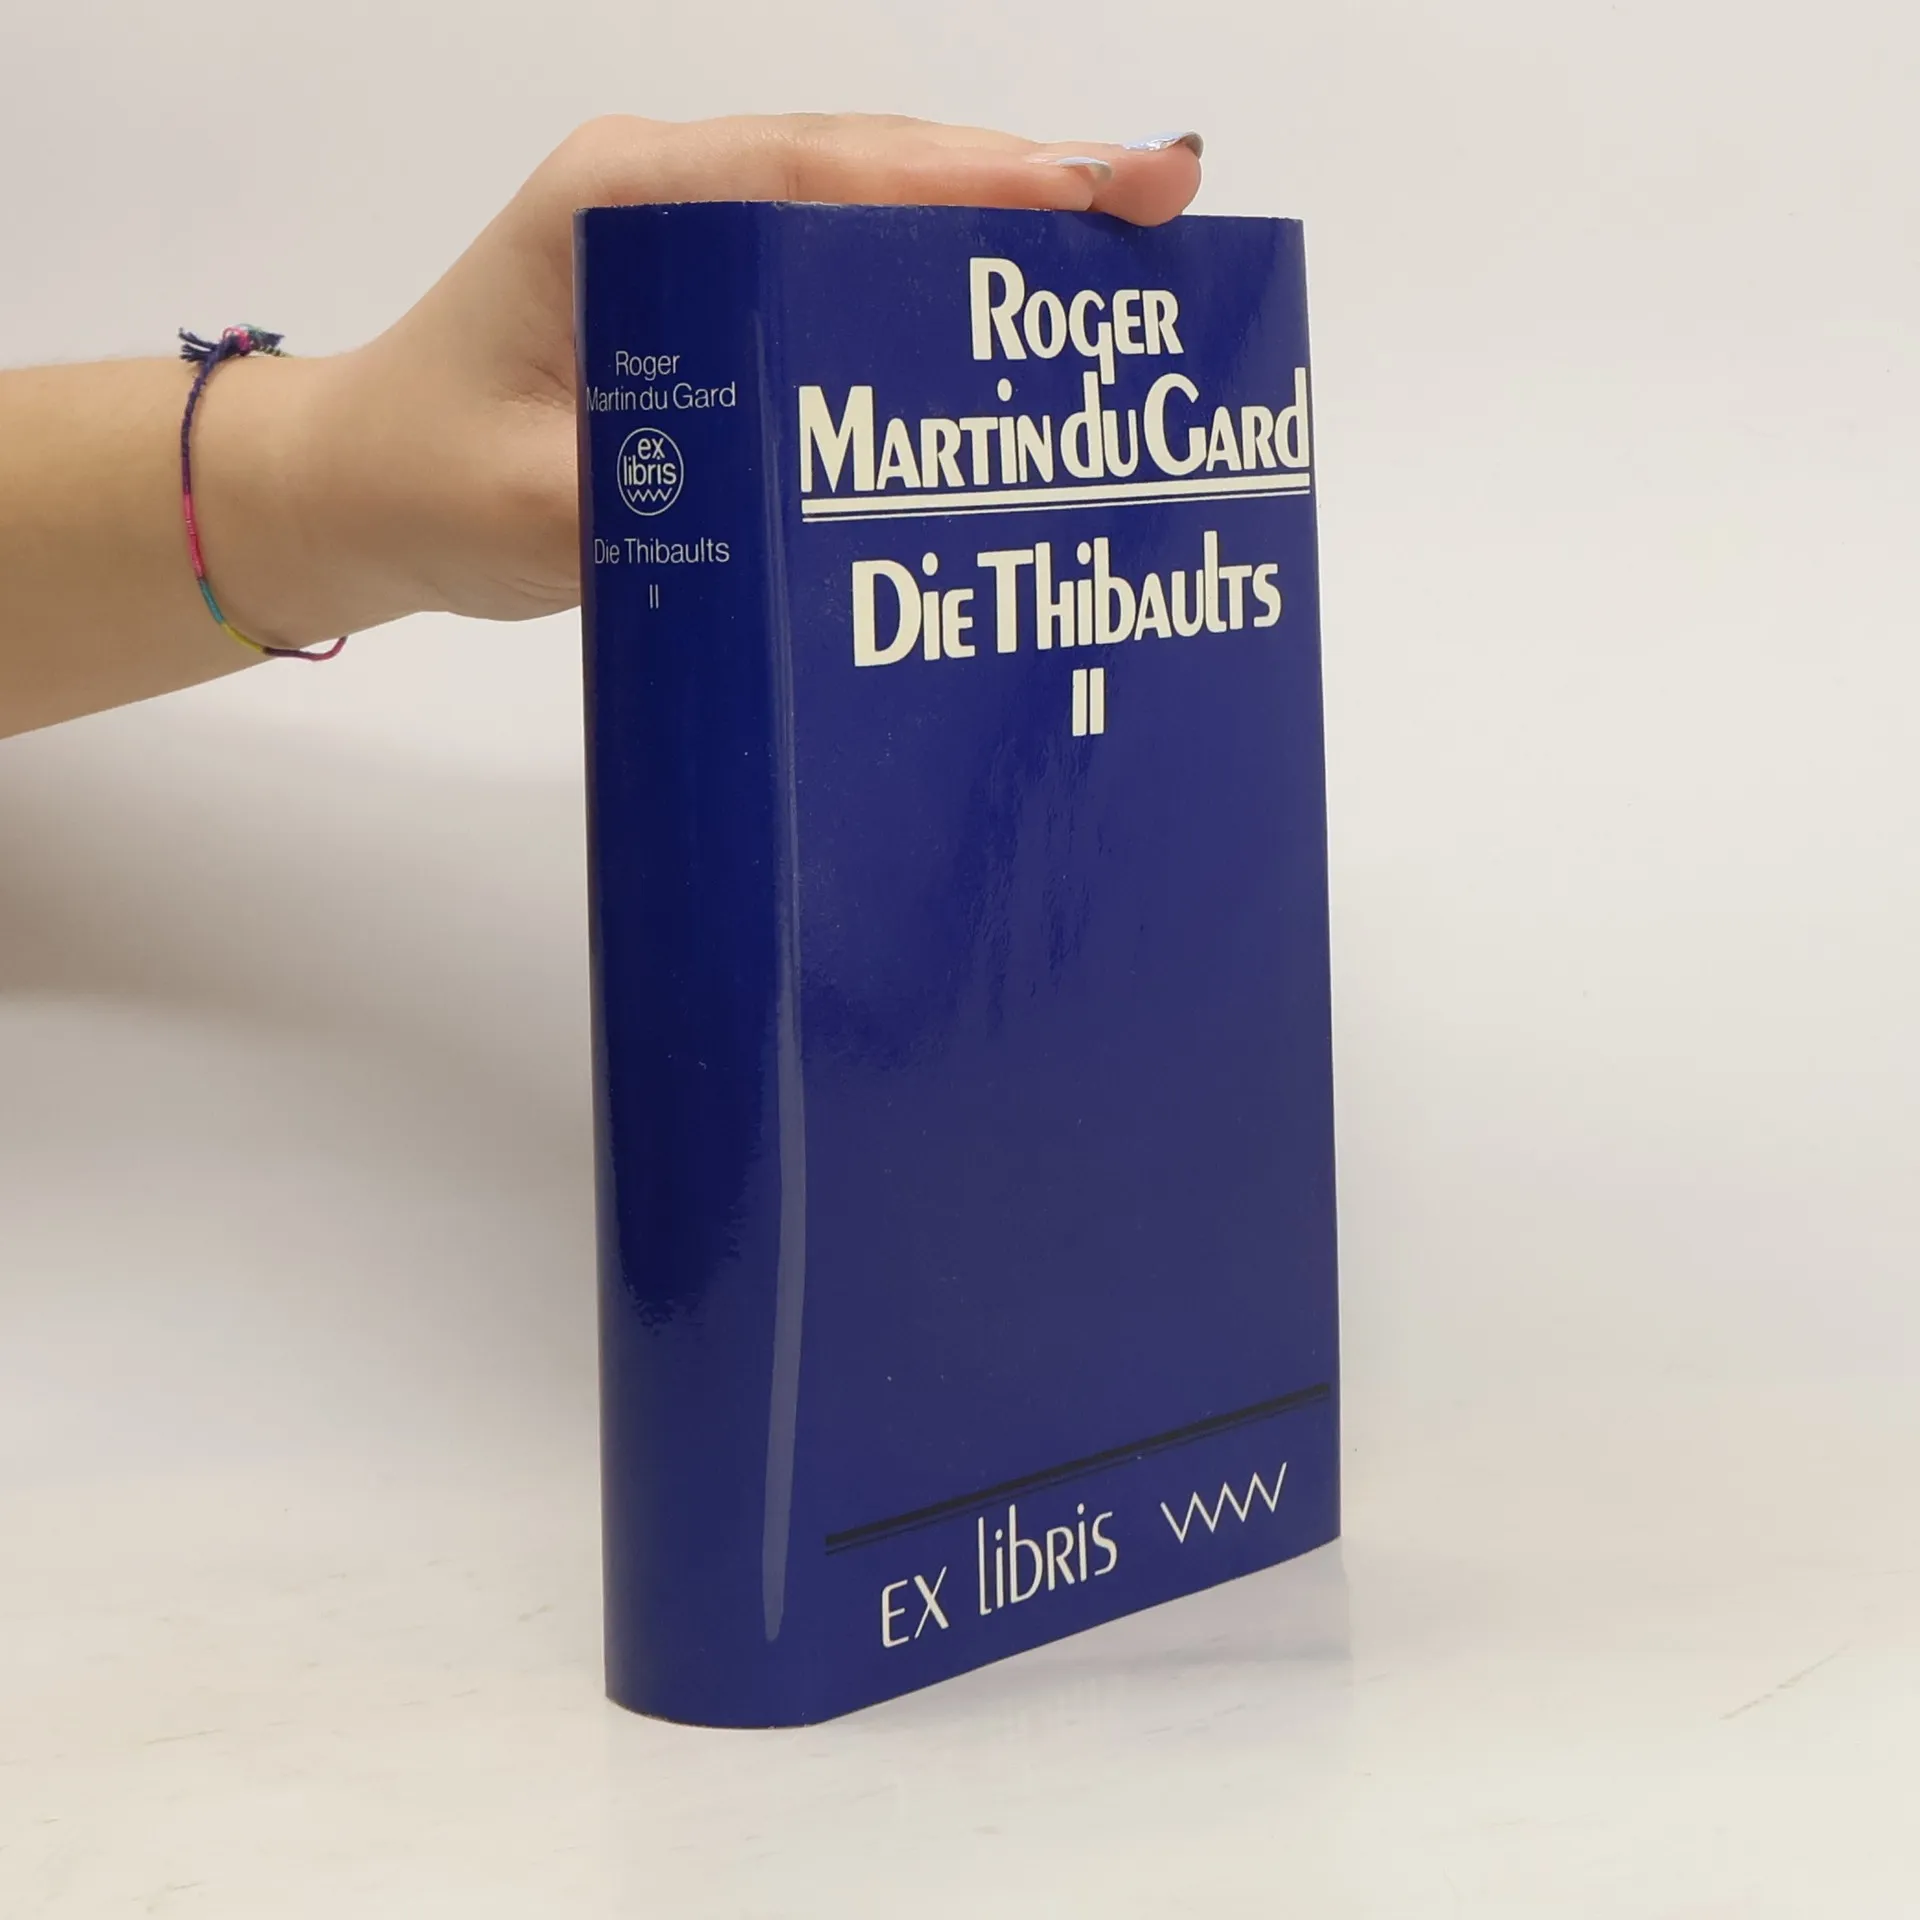 Roger
Martin du Gard
ex
libris
Die Thibaults
II
Roger
Martin du Gard
Die Thibaults
II
ex libris